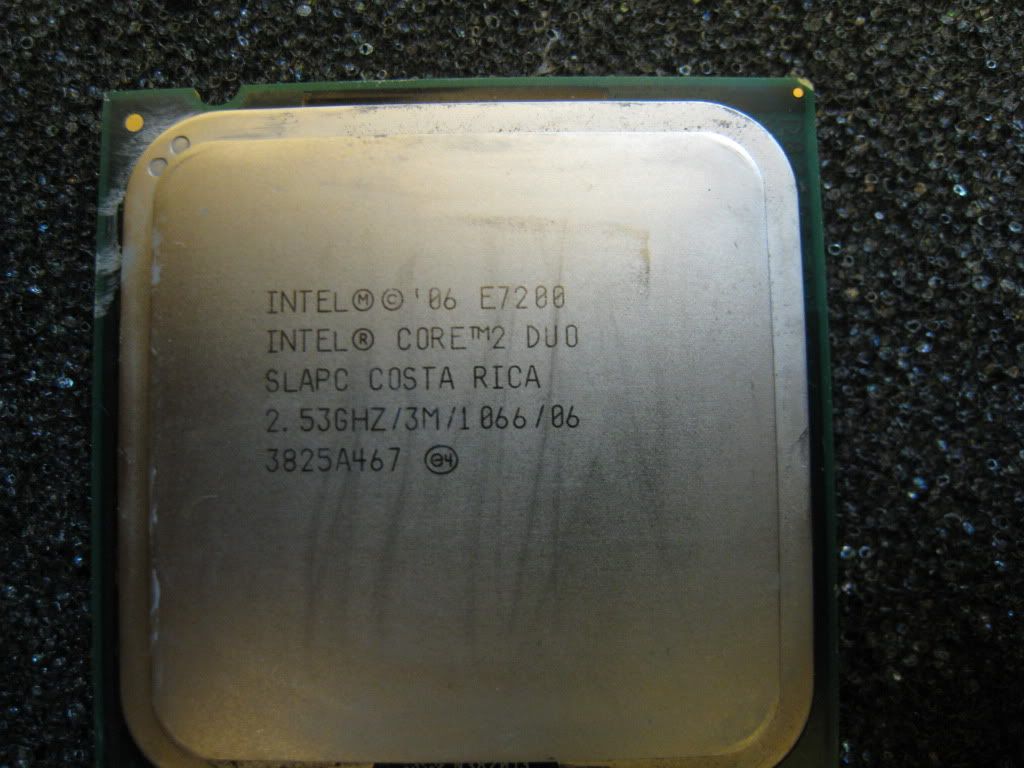 INTEL Ⓜ © '06 E7200
INTEL® CORE™2 DUO
SLAPC COSTA RICA
2.53GHZ/3M/1066/06
3825A467 e4